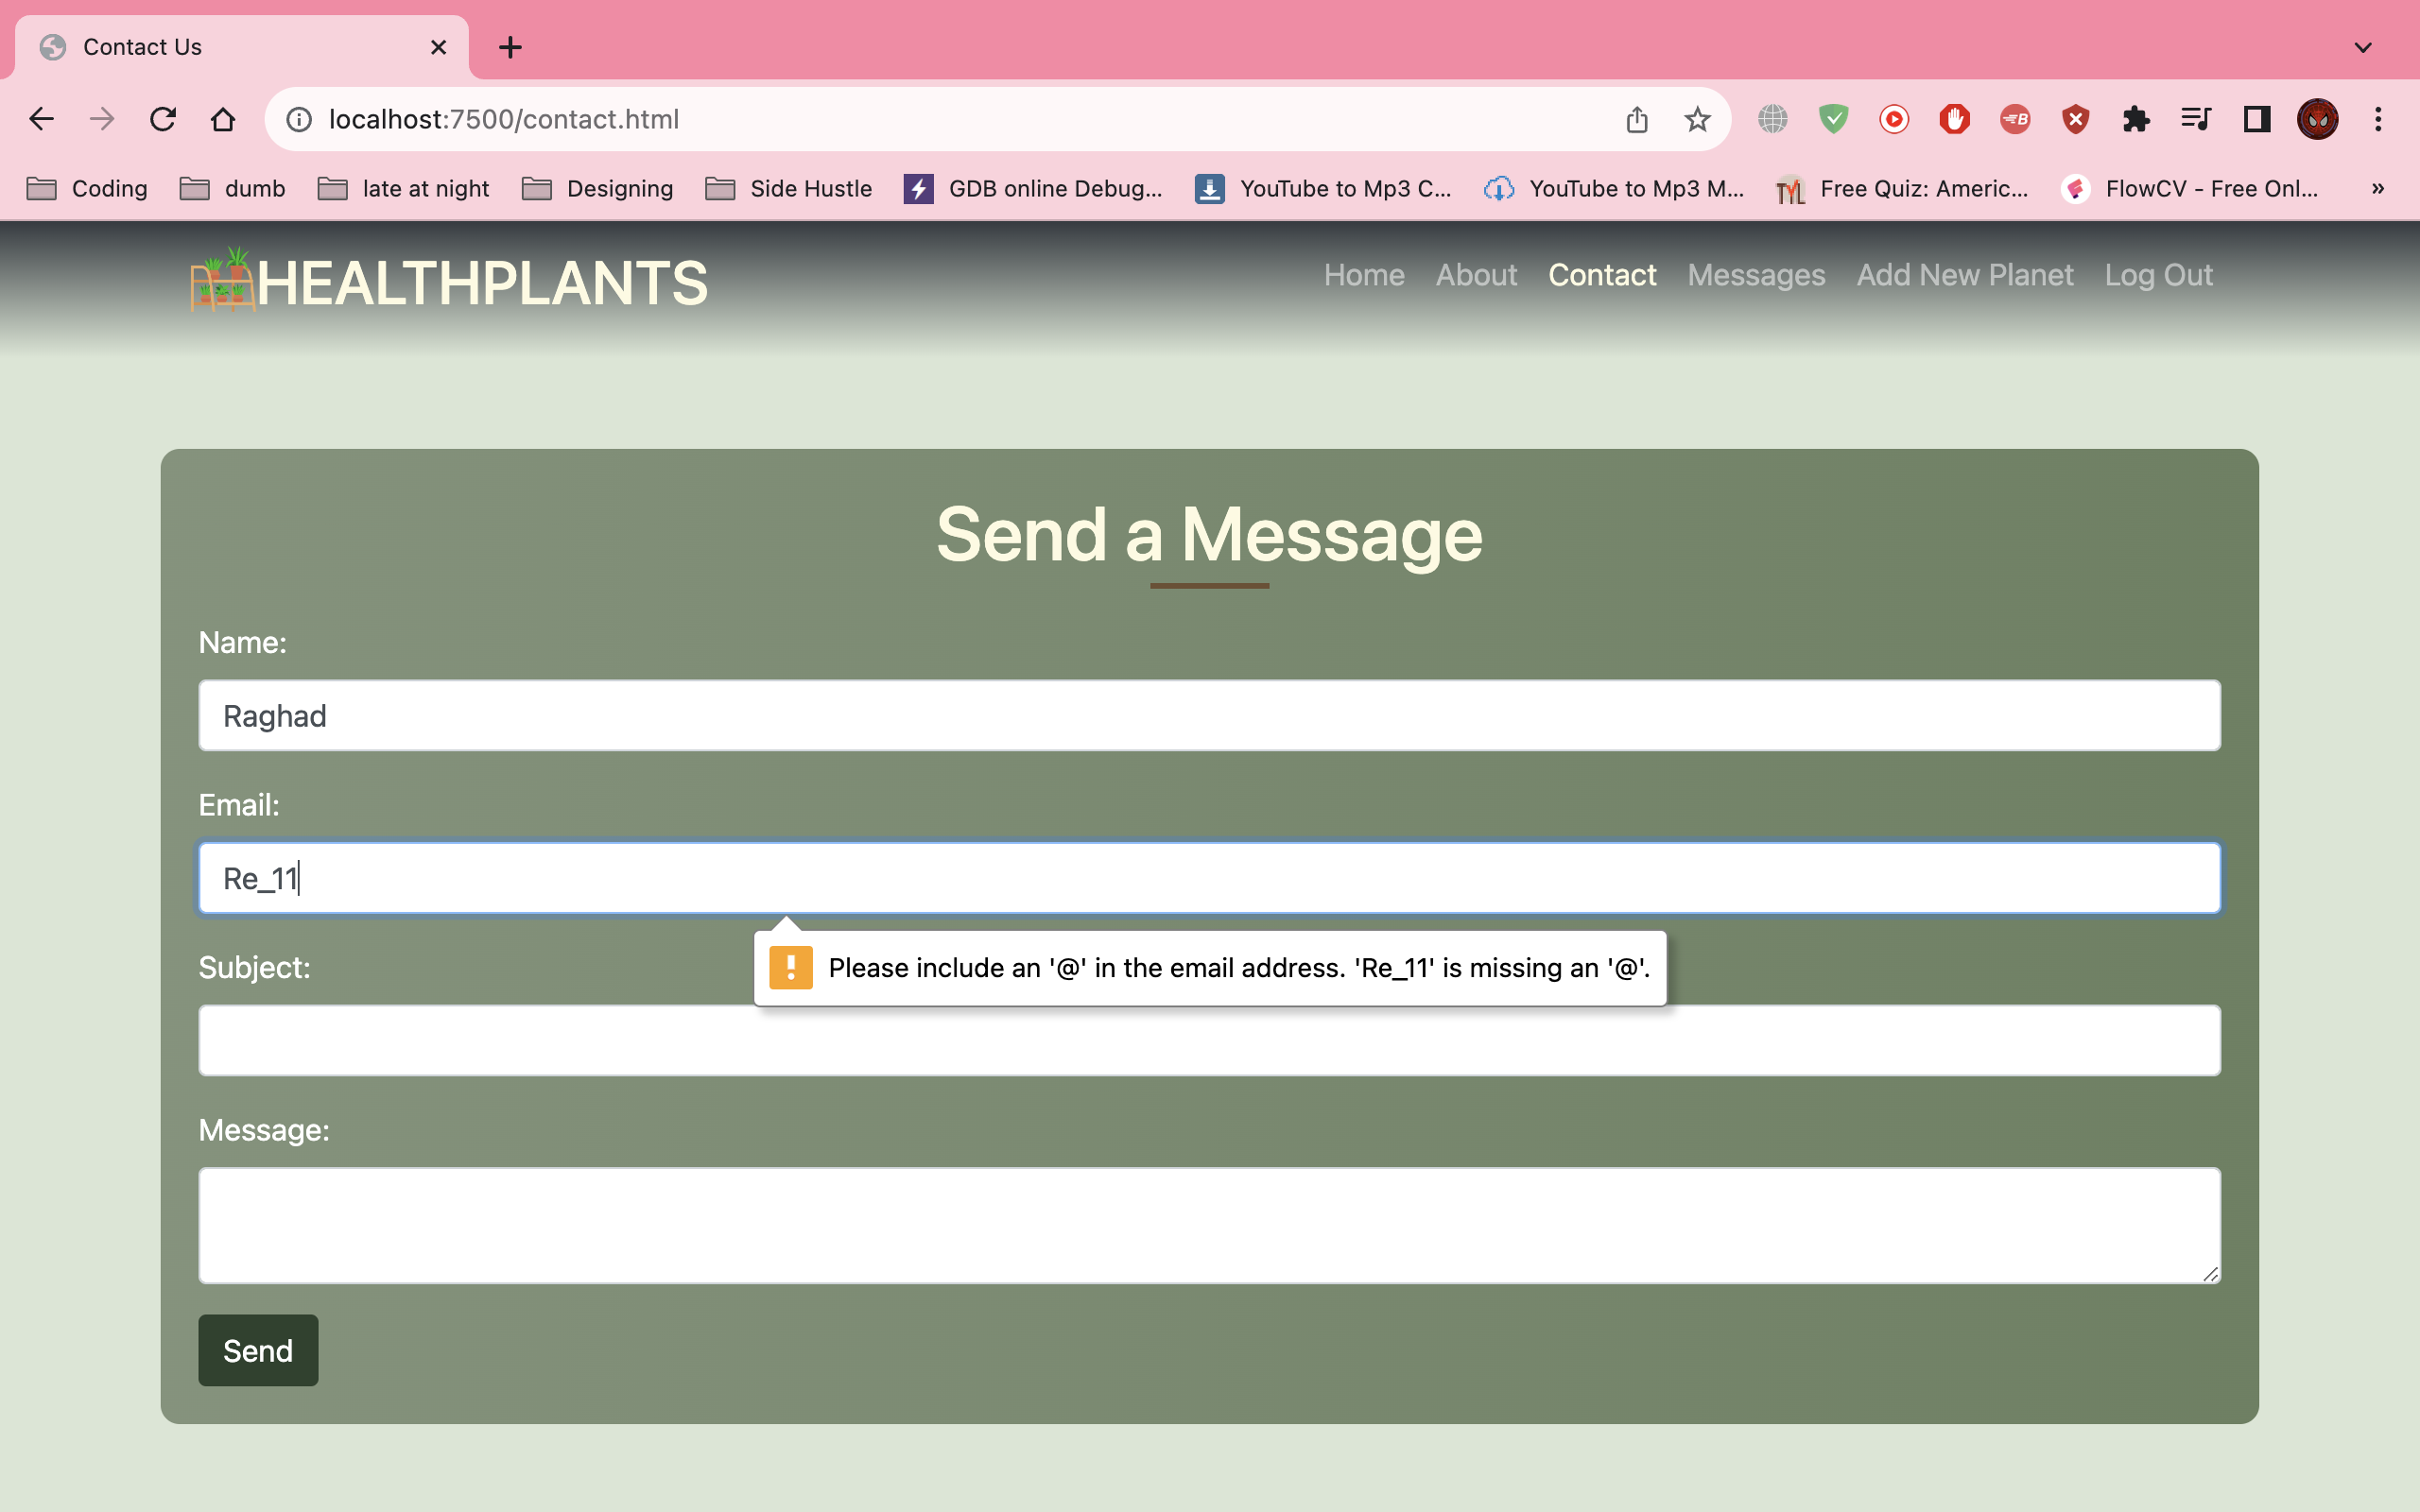 Contact Us
localhost:7500/contact.html
Coding dumb late at night Designing Side Hustle GDB online Debug... YouTube to Mp3 C... YouTube to Mp3 M... Free Quiz: Americ... FlowCV - Free Onl... »
HEALTHPLANTS Home About Contact Messages Add New Planet Log Out
Send a Message
Name:
Raghad
Email:
Re_11
Please include an '@' in the email address. 'Re_11' is missing an '@'.
Subject:
Message:
Send